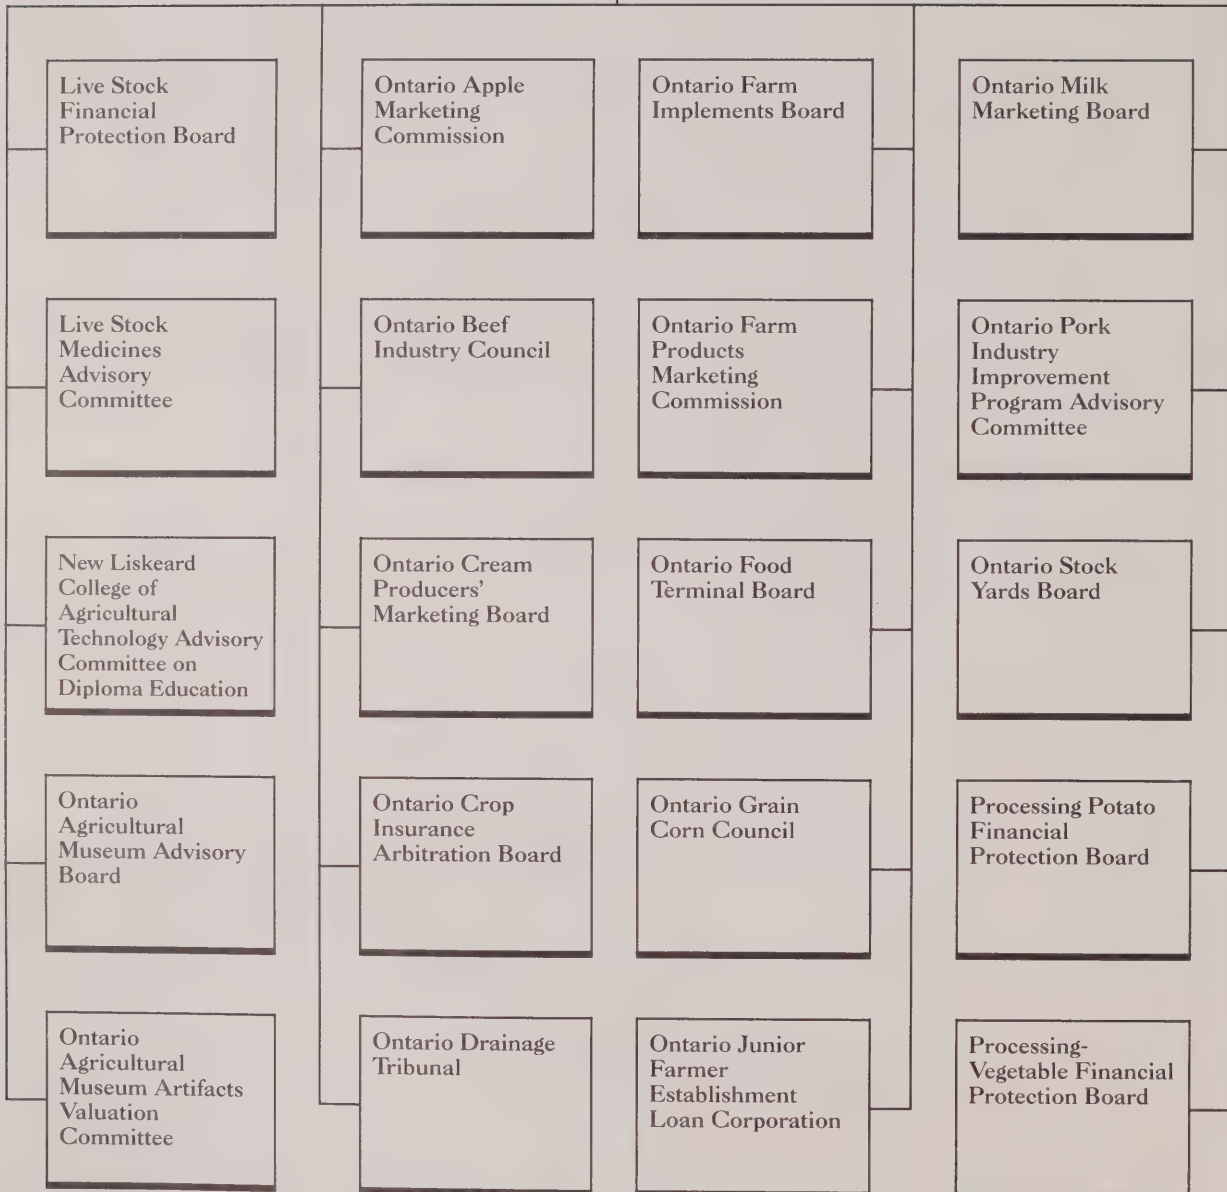 Live Stock
Financial
Protection Board
Live Stock
Medicines
Advisory
Committee
New Liskeard
College of
Agricultural
Technology Advisory
Committee on
Diploma Education
Ontario
Agricultural
Museum Advisory
Board
Ontario
Agricultural
Museum Artifacts
Valuation
Committee
Ontario Apple
Marketing
Commission
Ontario Beef
Industry Council
Ontario Cream
Producers'
Marketing Board
Ontario Crop
Insurance
Arbitration Board
Ontario Drainage
Tribunal
Ontario Farm
Implements Board
Ontario Farm
Products
Marketing
Commission
Ontario Food
Terminal Board
Ontario Grain
Corn Council
Ontario Junior
Farmer
Establishment
Loan Corporation
Ontario Milk
Marketing Board
Ontario Pork
Industry
Improvement
Program Advisory
Committee
Ontario Stock
Yards Board
Processing Potato
Financial
Protection Board
Processing-
Vegetable Financial
Protection Board